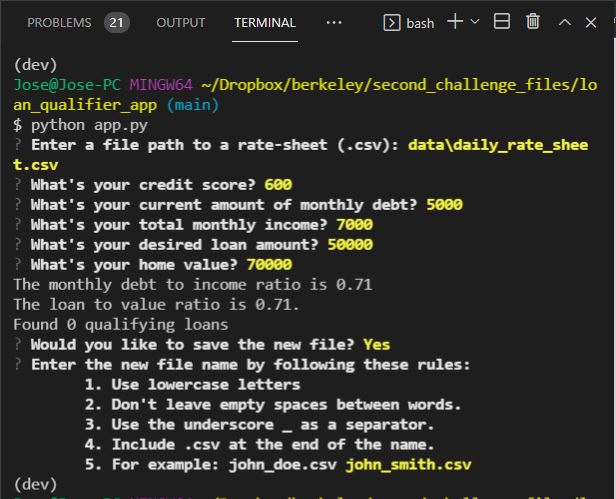 PROBLEMS 21 OUTPUT TERMINAL ... bash
(dev)
Jose@Jose-PC MINGW64 ~/Dropbox/berkeley/second_challenge_files/lo
an_qualifier_app (main)
$ python app.py
? Enter a file path to a rate-sheet (.csv): data\daily_rate_shee
t.csv
? What's your credit score? 600
? What's your current amount of monthly debt? 5000
? What's your total monthly income? 7000
? What's your desired loan amount? 50000
? What's your home value? 70000
The monthly debt to income ratio is 0.71
The loan to value ratio is 0.71.
Found 0 qualifying loans
? Would you like to save the new file? Yes
? Enter the new file name by following these rules:
1. Use lowercase letters
2. Don't leave empty spaces between words.
3. Use the underscore _ as a separator.
4. Include .csv at the end of the name.
5. For example: john_doe.csv john_smith.csv
(dev)